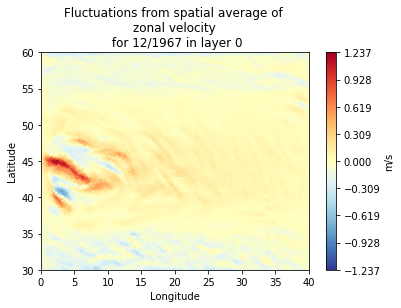 Fluctuations from spatial average of
zonal velocity
for 12/1967 in layer 0
60
55
50
45
40
35
30
Latitude
0 5 10 15 20 25 30 35 40
Longitude
1.237
0.928
0.619
0.309
0.000
−0.309
−0.619
−0.928
−1.237
m/s